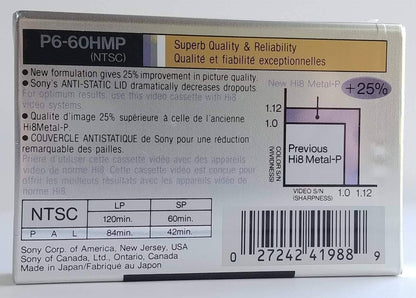 P6-60HMP
(NTSC)
Superb Quality & Reliability
Qualité et fiabilité exceptionnelles
• New formulation gives 25% improvement in picture quality.
• Sony's ANTI-STATIC LID dramatically decreases dropouts
For optimum results, use this video cassette with Hi8
video systems.
• Qualité d'image 25% supérieure à celle de l'ancienne
Hi8Metal-P
• COUVERCLE ANTISTATIQUE de Sony pour une réduction
remarquable des pailles.
Prière d'utiliser cette vidéo cassette avec des appareils
vidéo de norme Hi8. Cette vidéo cassette est conçue pour
offrir les meilleurs résultats avec des appareils vidéo de
norme Hi8.
New Hi8 Metal-P
+25%
1.12
1.0
COLOR S/N
(VIVIDNESS)
Previous
Hi8 Metal-P
1.0 1.12
VIDEO S/N
(SHARPNESS)
LP SP
NTSC 120min. 60min.
PAL 84min. 42min.
Sony Corp. of America, New Jersey, USA
Sony of Canada, Ltd., Ontario, Canada
Made in Japan/Fabriqué au Japon
0 27242 41988 9